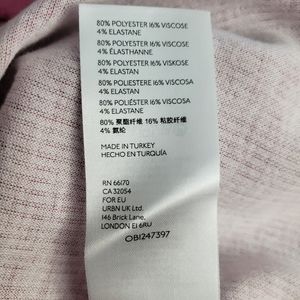 80% POLYESTER 16% VISCOSE
4% ELASTANE
80% POLYESTER 16% VISCOSE
4% ÉLASTHANNE
80% POLYESTER 16% VISKOSE
4% ELASTAN
80% POLIESTERE 16% VISCOSA
4% ELASTAN
80% POLIÉSTER 16% VISCOSA
4% ELASTANO
80% 聚酯纤维 16% 粘胶纤维
4% 氨纶
MADE IN TURKEY
HECHO EN TURQUÍA
RN 66170
CA 32054
FOR EU
URBN UK Ltd.
146 Brick Lane,
LONDON E1 6RU
OB1247397